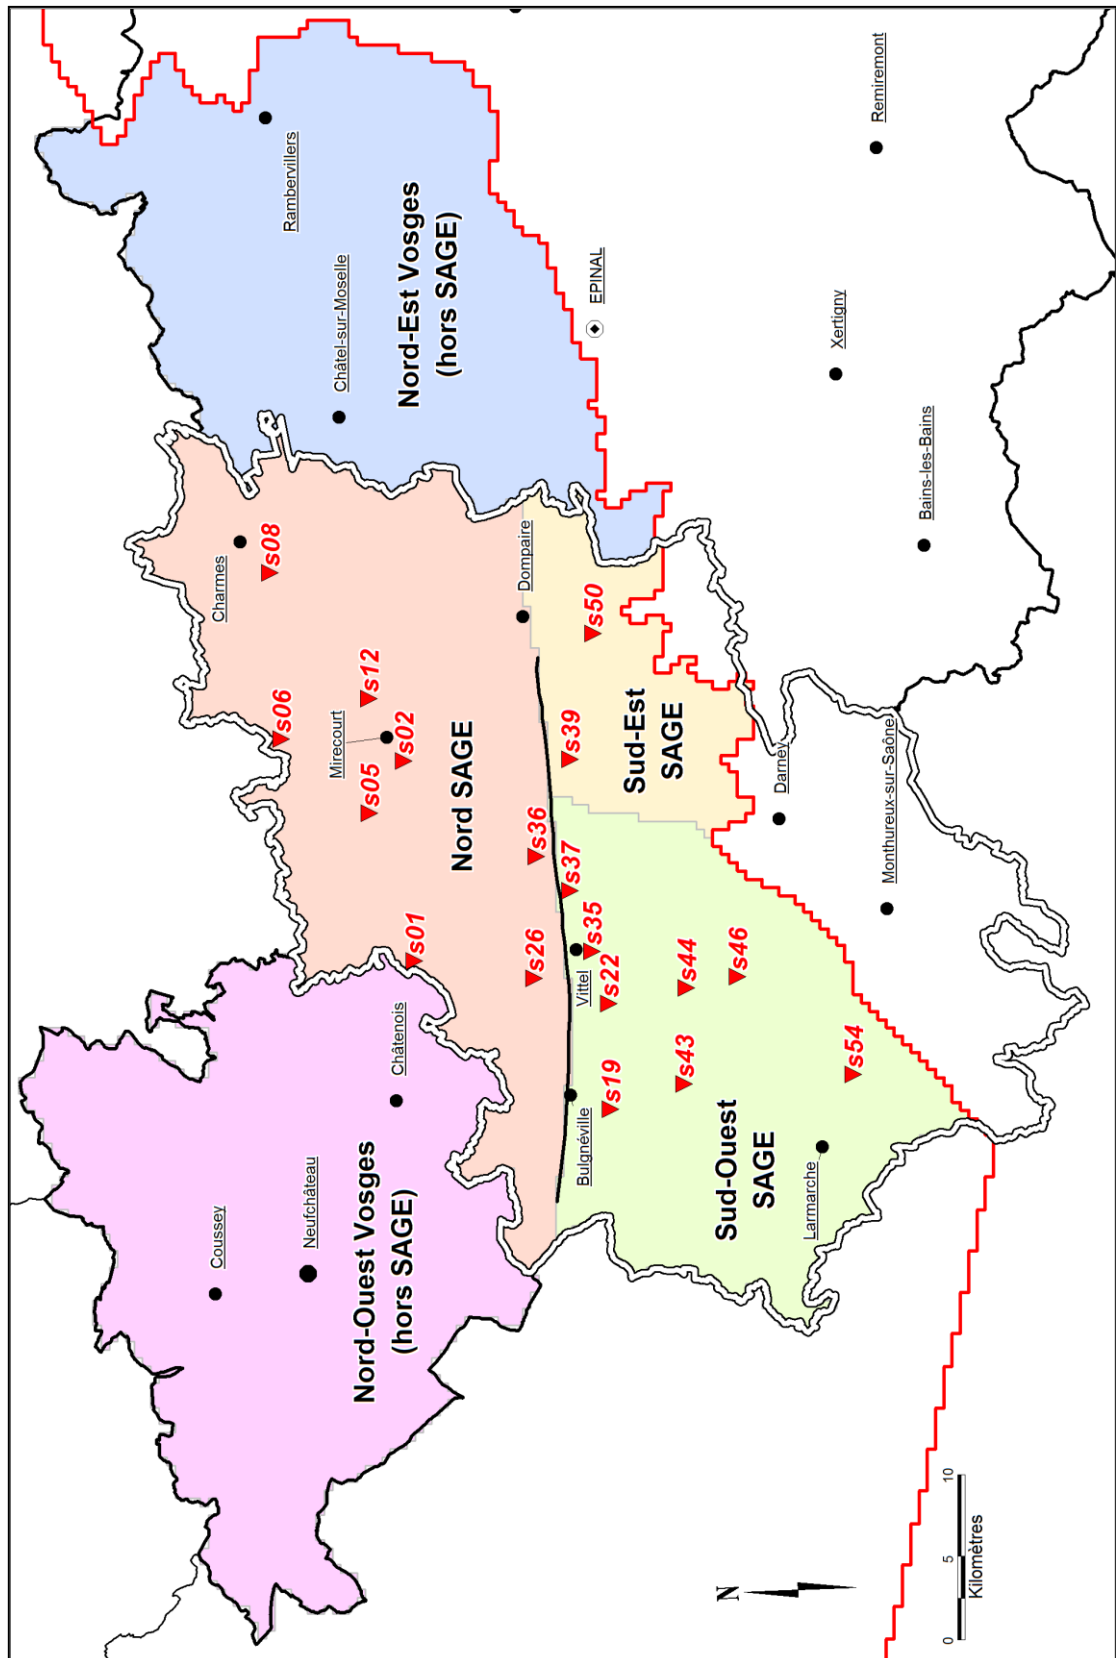 Coussey
Neufchâteau
Nord-Ouest Vosges
(hors SAGE)
Châtenois
s01
s06
s05
Mirecourt
s12
s02
Charmes
s08
Nord SAGE
Rambervillers
Châtel-sur-Moselle
Nord-Est Vosges
(hors SAGE)
s26
s36
Dompaire
Bulgnéville
s19
Vittel
s22
s35
s37
s39
s50
EPINAL
Sud-Est
SAGE
s43
s44
s46
Sud-Ouest
SAGE
Larmarche
s54
Darney
Monthureux-sur-Saône
Xertigny
Remiremont
Bains-les-Bains
N
0
5
10
Kilomètres